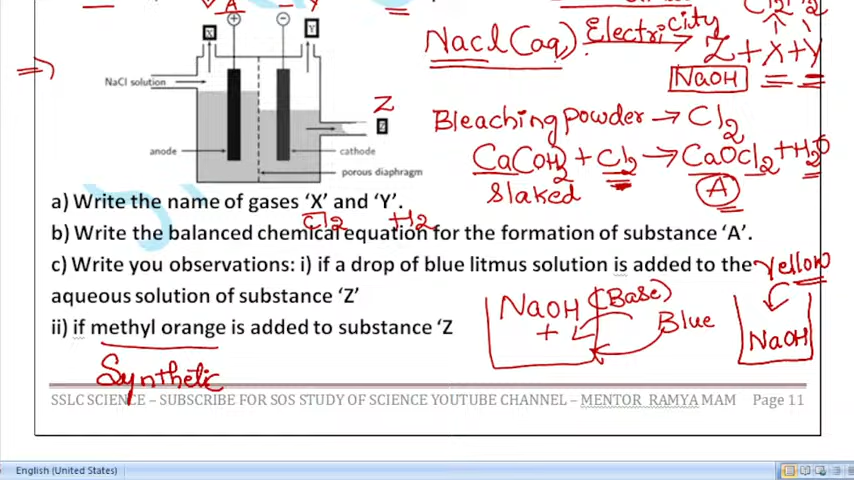 A
+ −
X Y
NaCl(aq) Electricity → Z + X + Y
Cl2 H2
NaOH
NaCl solution
Z
Z
anode cathode
porous diaphragm
Bleaching powder → Cl2
Ca(OH)2 + Cl2 → CaOCl2 + H2O
Slaked A
a) Write the name of gases ‘X’ and ‘Y’.
Cl2 H2
b) Write the balanced chemical equation for the formation of substance ‘A’.
c) Write you observations: i) if a drop of blue litmus solution is added to the
yellow
aqueous solution of substance ‘Z’
NaOH (Base)
+ Blue
NaOH
ii) if methyl orange is added to substance ‘Z
Synthetic
SSLC SCIENCE – SUBSCRIBE FOR SOS STUDY OF SCIENCE YOUTUBE CHANNEL – MENTOR RAMYA MAM Page 11
English (United States)